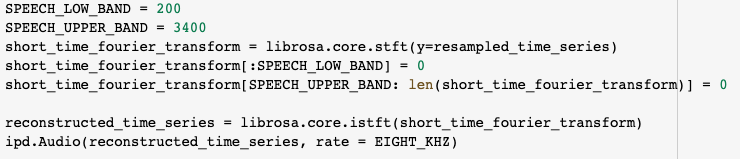 SPEECH_LOW_BAND = 200
SPEECH_UPPER_BAND = 3400
short_time_fourier_transform = librosa.core.stft(y=resampled_time_series)
short_time_fourier_transform[:SPEECH_LOW_BAND] = 0
short_time_fourier_transform[SPEECH_UPPER_BAND: len(short_time_fourier_transform)] = 0
reconstructed_time_series = librosa.core.istft(short_time_fourier_transform)
ipd.Audio(reconstructed_time_series, rate = EIGHT_KHZ)